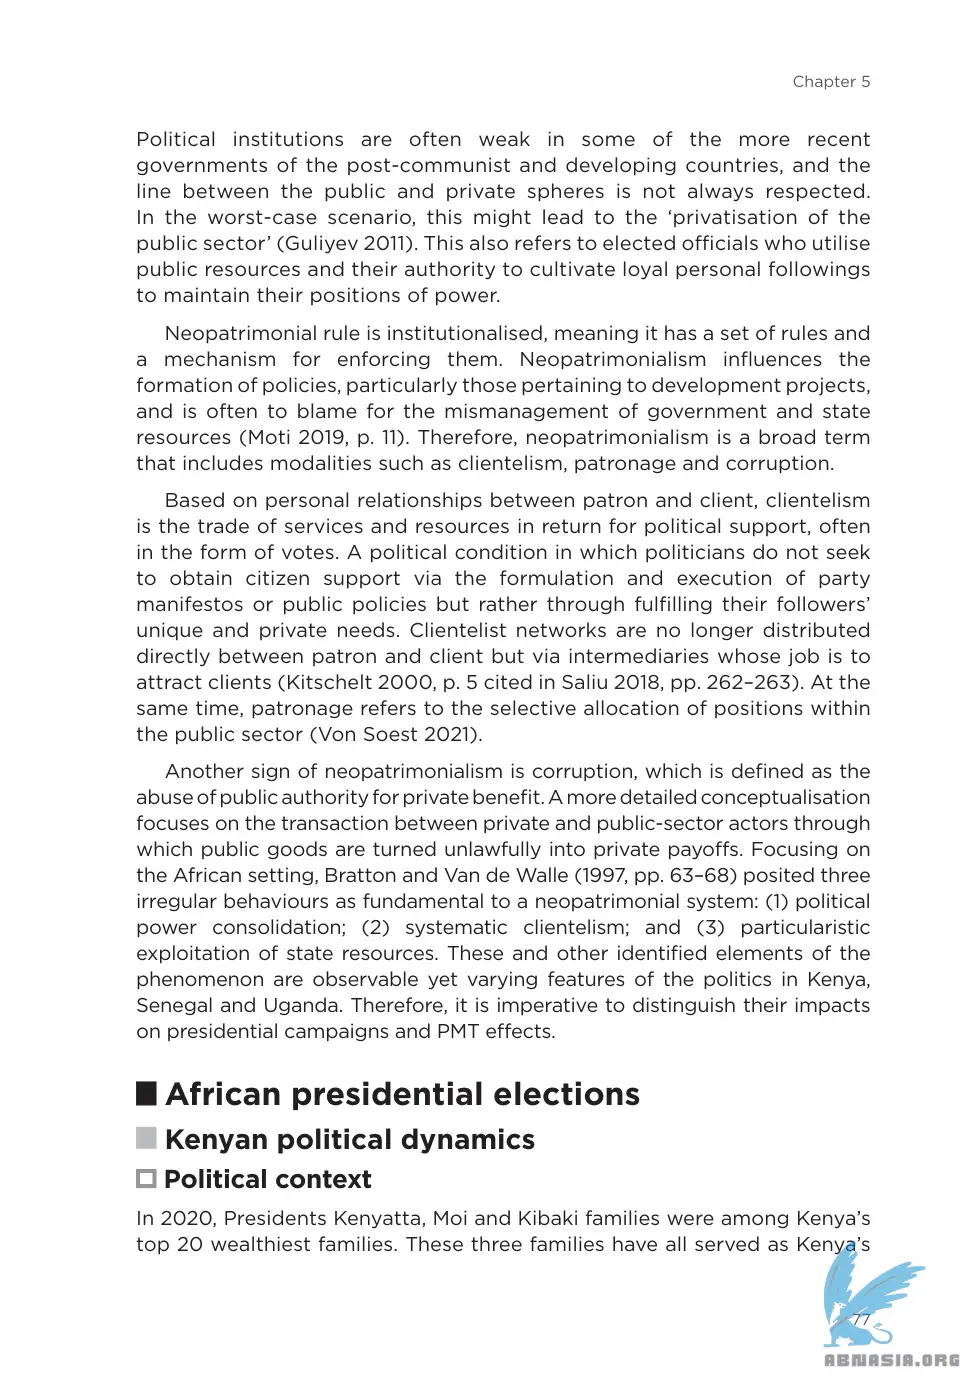 Chapter 5
Political institutions are often weak in some of the more recent
governments of the post-communist and developing countries, and the
line between the public and private spheres is not always respected.
In the worst-case scenario, this might lead to the ‘privatisation of the
public sector’ (Guliyev 2011). This also refers to elected officials who utilise
public resources and their authority to cultivate loyal personal followings
to maintain their positions of power.
Neopatrimonial rule is institutionalised, meaning it has a set of rules and
a mechanism for enforcing them. Neopatrimonialism influences the
formation of policies, particularly those pertaining to development projects,
and is often to blame for the mismanagement of government and state
resources (Moti 2019, p. 11). Therefore, neopatrimonialism is a broad term
that includes modalities such as clientelism, patronage and corruption.
Based on personal relationships between patron and client, clientelism
is the trade of services and resources in return for political support, often
in the form of votes. A political condition in which politicians do not seek
to obtain citizen support via the formulation and execution of party
manifestos or public policies but rather through fulfilling their followers’
unique and private needs. Clientelist networks are no longer distributed
directly between patron and client but via intermediaries whose job is to
attract clients (Kitschelt 2000, p. 5 cited in Saliu 2018, pp. 262–263). At the
same time, patronage refers to the selective allocation of positions within
the public sector (Von Soest 2021).
Another sign of neopatrimonialism is corruption, which is defined as the
abuse of public authority for private benefit. A more detailed conceptualisation
focuses on the transaction between private and public-sector actors through
which public goods are turned unlawfully into private payoffs. Focusing on
the African setting, Bratton and Van de Walle (1997, pp. 63–68) posited three
irregular behaviours as fundamental to a neopatrimonial system: (1) political
power consolidation; (2) systematic clientelism; and (3) particularistic
exploitation of state resources. These and other identified elements of the
phenomenon are observable yet varying features of the politics in Kenya,
Senegal and Uganda. Therefore, it is imperative to distinguish their impacts
on presidential campaigns and PMT effects.
African presidential elections
Kenyan political dynamics
Political context
In 2020, Presidents Kenyatta, Moi and Kibaki families were among Kenya’s
top 20 wealthiest families. These three families have all served as Kenya’s
77
ABNASIA.ORG